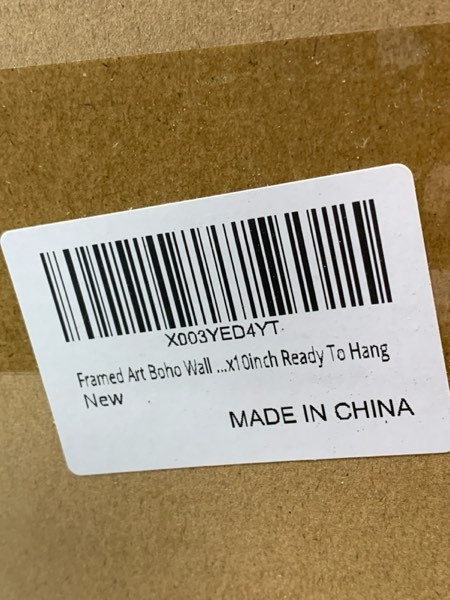 X003YED4YT
Framed Art Boho Wall ...x10inch Ready To Hang
New
MADE IN CHINA